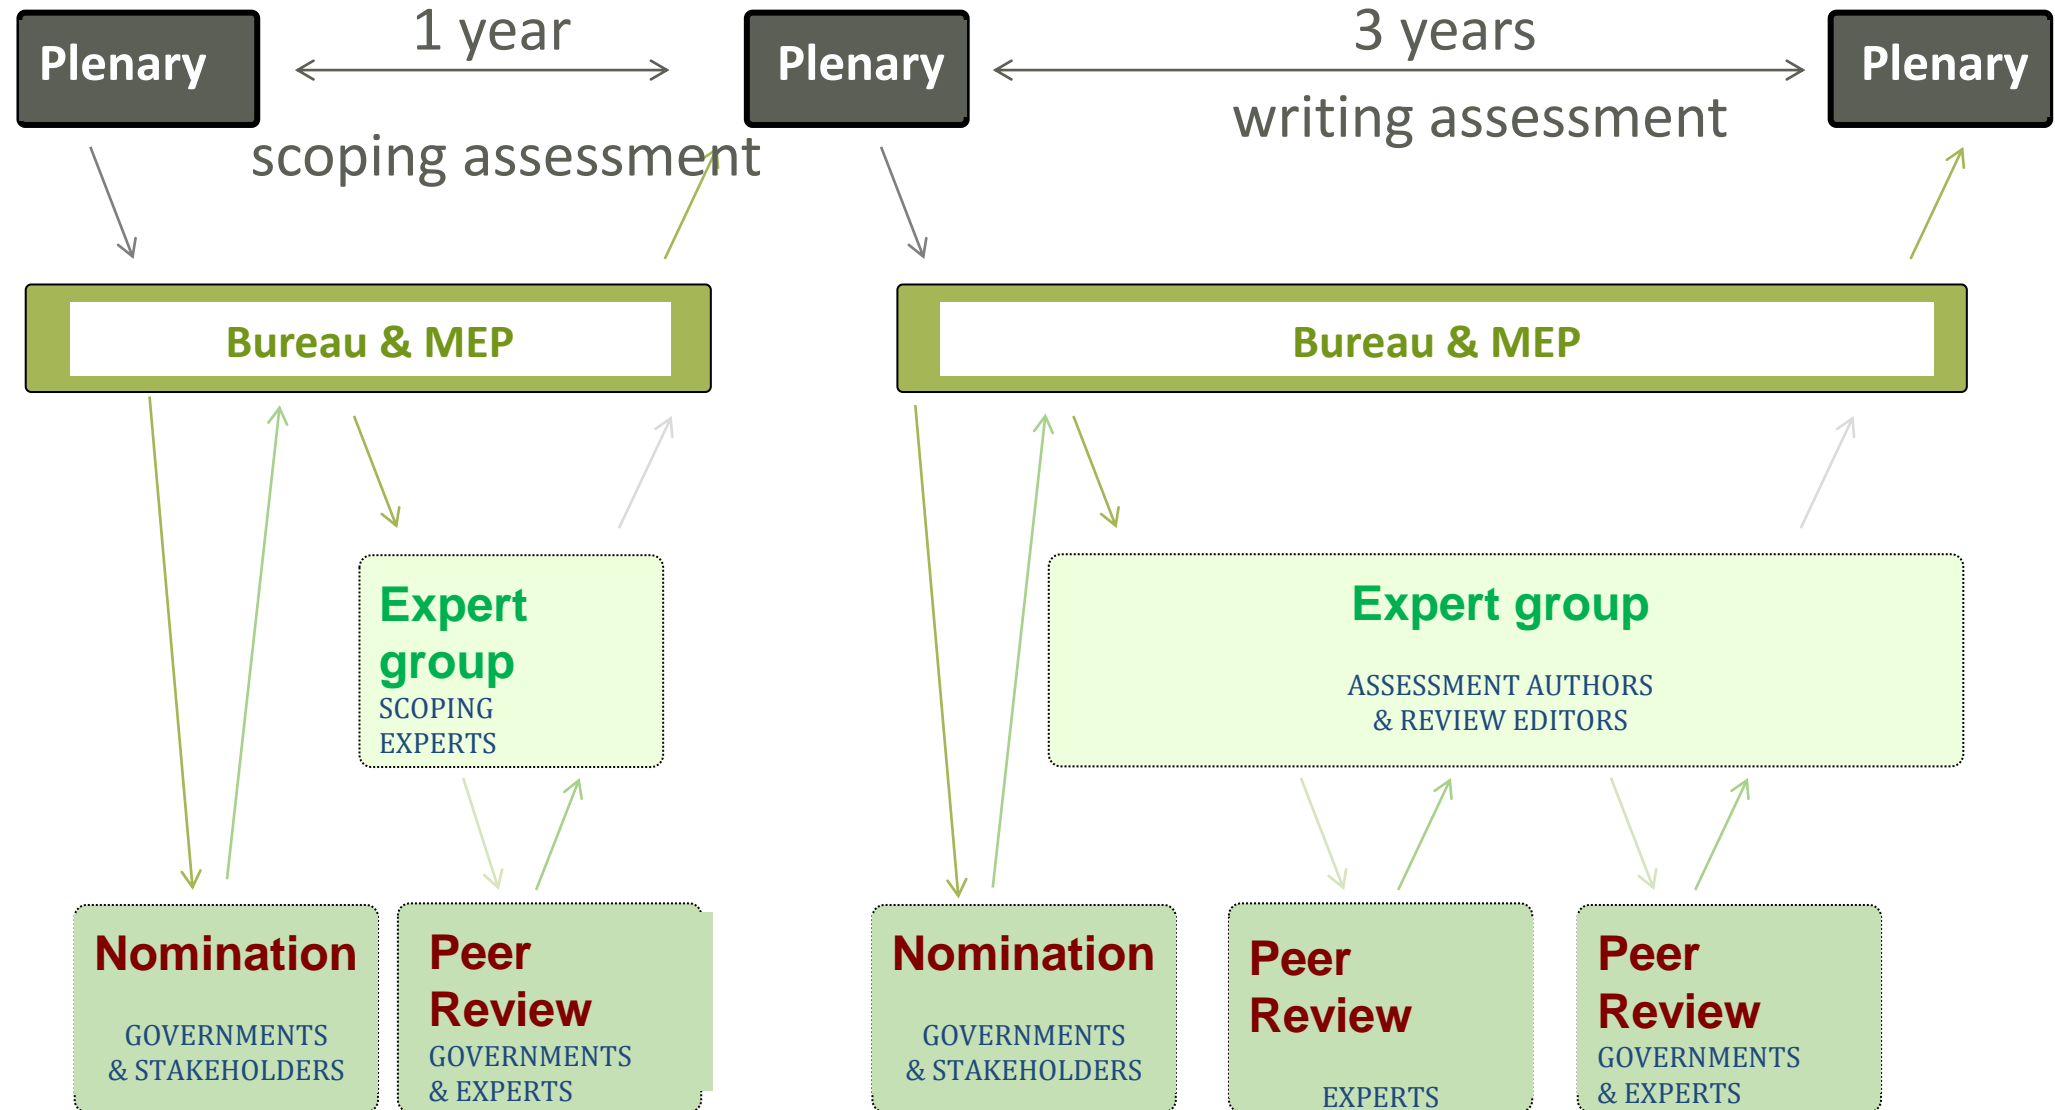 Plenary
1 year
Plenary
3 years
Plenary
scoping assessment
writing assessment
Bureau & MEP
Bureau & MEP
Expert
group
SCOPING
EXPERTS
Expert group
ASSESSMENT AUTHORS
& REVIEW EDITORS
Nomination
GOVERNMENTS
& STAKEHOLDERS
Peer
Review
GOVERNMENTS
& EXPERTS
Nomination
GOVERNMENTS
& STAKEHOLDERS
Peer
Review
EXPERTS
Peer
Review
GOVERNMENTS
& EXPERTS